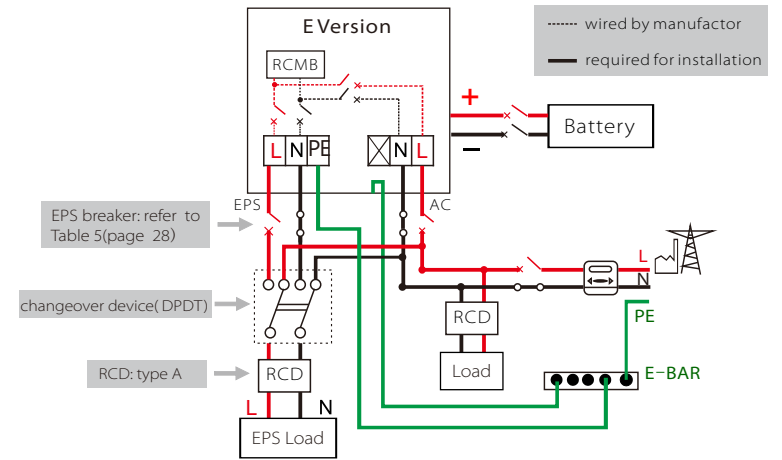 E Version
wired by manufactor
required for installation
RCMB
+
Battery
−
L N PE
N L
EPS
AC
EPS breaker: refer to
Table 5(page 28)
L
N
changeover device( DPDT)
RCD
PE
RCD: type A
RCD
Load
E-BAR
L N
EPS Load